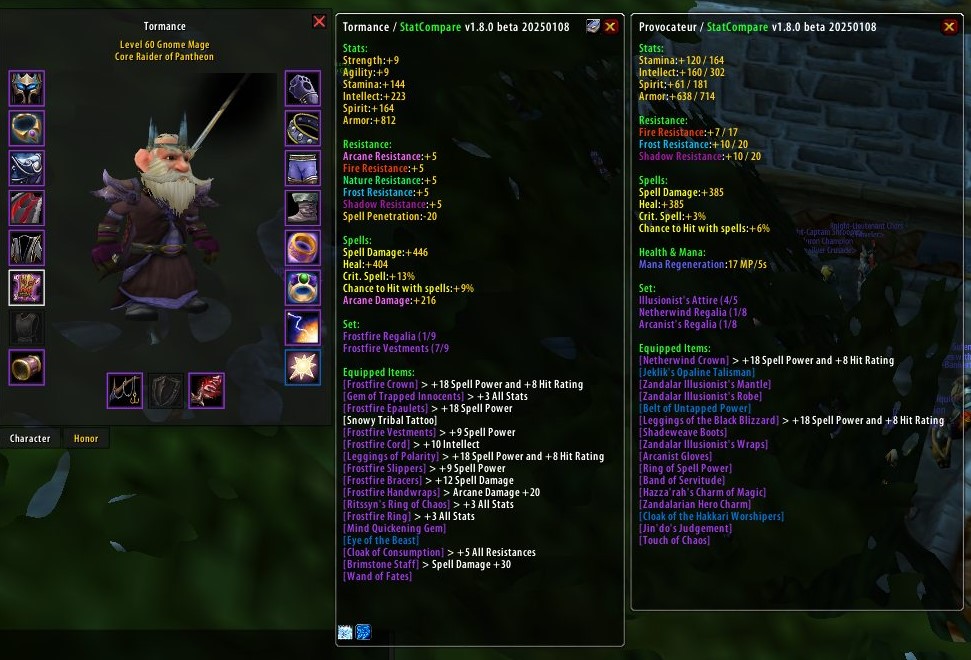 Tormance
Level 60 Gnome Mage
Core Raider of Pantheon
Character
Honor
Tormance / StatCompare v1.8.0 beta 20250108
Stats:
Strength:+9
Agility:+9
Stamina:+144
Intellect:+223
Spirit:+164
Armor:+812
Resistance:
Arcane Resistance:+5
Fire Resistance:+5
Nature Resistance:+5
Frost Resistance:+5
Shadow Resistance:+5
Spell Penetration:-20
Spells:
Spell Damage:+446
Heal:+404
Crit. Spell:+13%
Chance to Hit with spells:+9%
Arcane Damage:+216
Set:
Frostfire Regalia (1/9
Frostfire Vestments (7/9
Equipped Items:
[Frostfire Crown] > +18 Spell Power and +8 Hit Rating
[Gem of Trapped Innocents] > +3 All Stats
[Frostfire Epaulets] > +18 Spell Power
[Snowy Tribal Tattoo]
[Frostfire Vestments] > +9 Spell Power
[Frostfire Cord] > +10 Intellect
[Leggings of Polarity] > +18 Spell Power and +8 Hit Rating
[Frostfire Slippers] > +9 Spell Power
[Frostfire Bracers] > +12 Spell Damage
[Frostfire Handwraps] > Arcane Damage +20
[Ritssyn's Ring of Chaos] > +3 All Stats
[Frostfire Ring] > +3 All Stats
[Mind Quickening Gem]
[Eye of the Beast]
[Cloak of Consumption] > +5 All Resistances
[Brimstone Staff] > Spell Damage +30
[Wand of Fates]
Provocateur / StatCompare v1.8.0 beta 20250108
Stats:
Stamina:+120 / 164
Intellect:+160 / 302
Spirit:+61 / 181
Armor:+638 / 714
Resistance:
Fire Resistance:+7 / 17
Frost Resistance:+10 / 20
Shadow Resistance:+10 / 20
Spells:
Spell Damage:+385
Heal:+385
Crit. Spell:+3%
Chance to Hit with spells:+6%
Health & Mana:
Mana Regeneration:17 MP/5s
Set:
Illusionist's Attire (4/5
Netherwind Regalia (1/8
Arcanist's Regalia (1/8
Equipped Items:
[Netherwind Crown] > +18 Spell Power and +8 Hit Rating
[Jeklik's Opaline Talisman]
[Zandalar Illusionist's Mantle]
[Zandalar Illusionist's Robe]
[Belt of Untapped Power]
[Leggings of the Black Blizzard] > +18 Spell Power and +8 Hit Rating
[Shadeweave Boots]
[Zandalar Illusionist's Wraps]
[Arcanist Gloves]
[Ring of Spell Power]
[Band of Servitude]
[Hazza'rah's Charm of Magic]
[Zandalarian Hero Charm]
[Cloak of the Hakkari Worshipers]
[Jin'do's Judgement]
[Touch of Chaos]